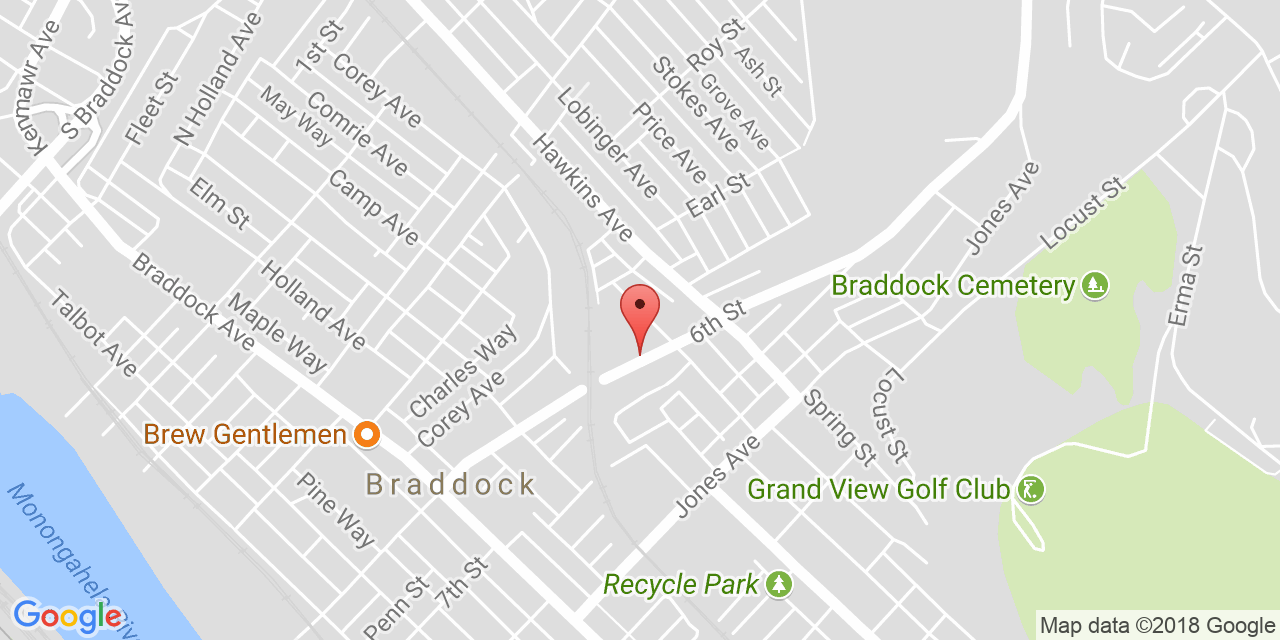 Kenmawr Ave
S Braddock Ave
Fleet St
N Holland Ave
1st St
Corey Ave
May Way
Comrie Ave
Camp Ave
Elm St
Roy St
Ash St
Stokes Ave
Grove Ave
Lobinger Ave
Price Ave
Hawkins Ave
Earl St
Jones Ave
Locust St
Erma St
Braddock Cemetery
Braddock Ave
Holland Ave
Maple Way
Talbot Ave
6th St
Charles Way
Corey Ave
Locust St
Spring St
Brew Gentlemen
Braddock
Jones Ave
Grand View Golf Club
Pine Way
Monongahela Rive
7th St
Penn St
Recycle Park
Google
Map data ©2018 Google